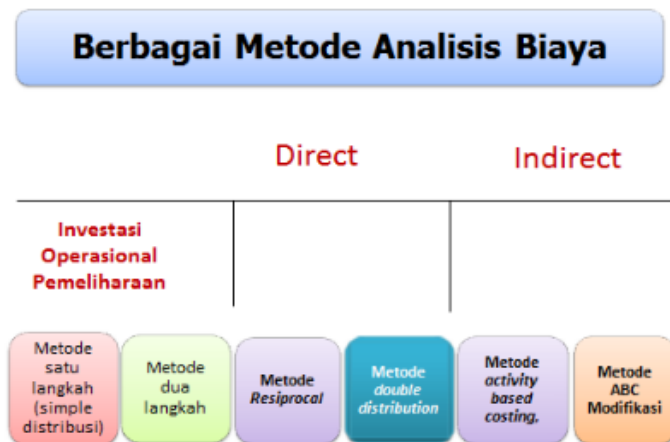 Berbagai Metode Analisis Biaya
Direct
Indirect
Investasi
Operasional
Pemeliharaan
Metode
satu
langkah
(simple
distribusi)
Metode
dua
langkah
Metode
Resiprocal
Metode
double
distribution
Metode
activity
based
costing,
Metode
ABC
Modifikasi